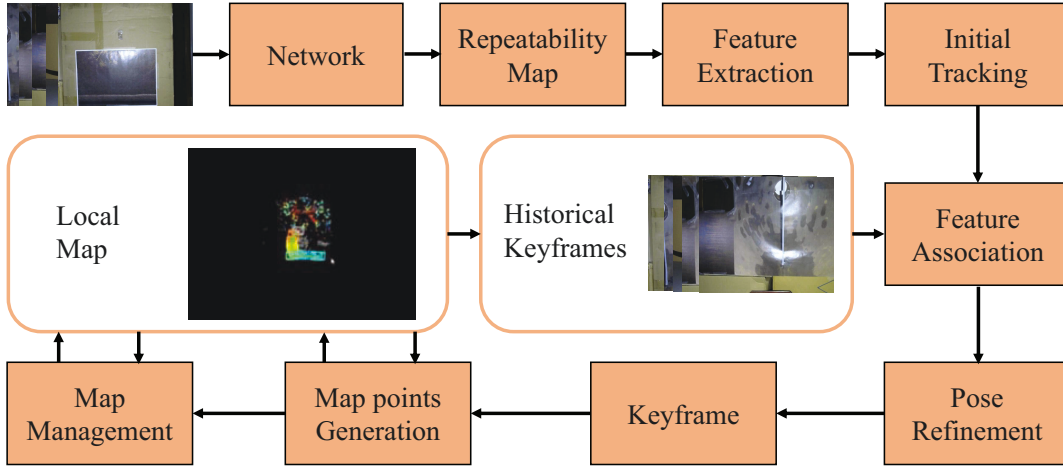 Network
Repeatability
Map
Feature
Extraction
Initial
Tracking
Local
Map
Historical
Keyframes
Feature
Association
Map
Management
Map points
Generation
Keyframe
Pose
Refinement